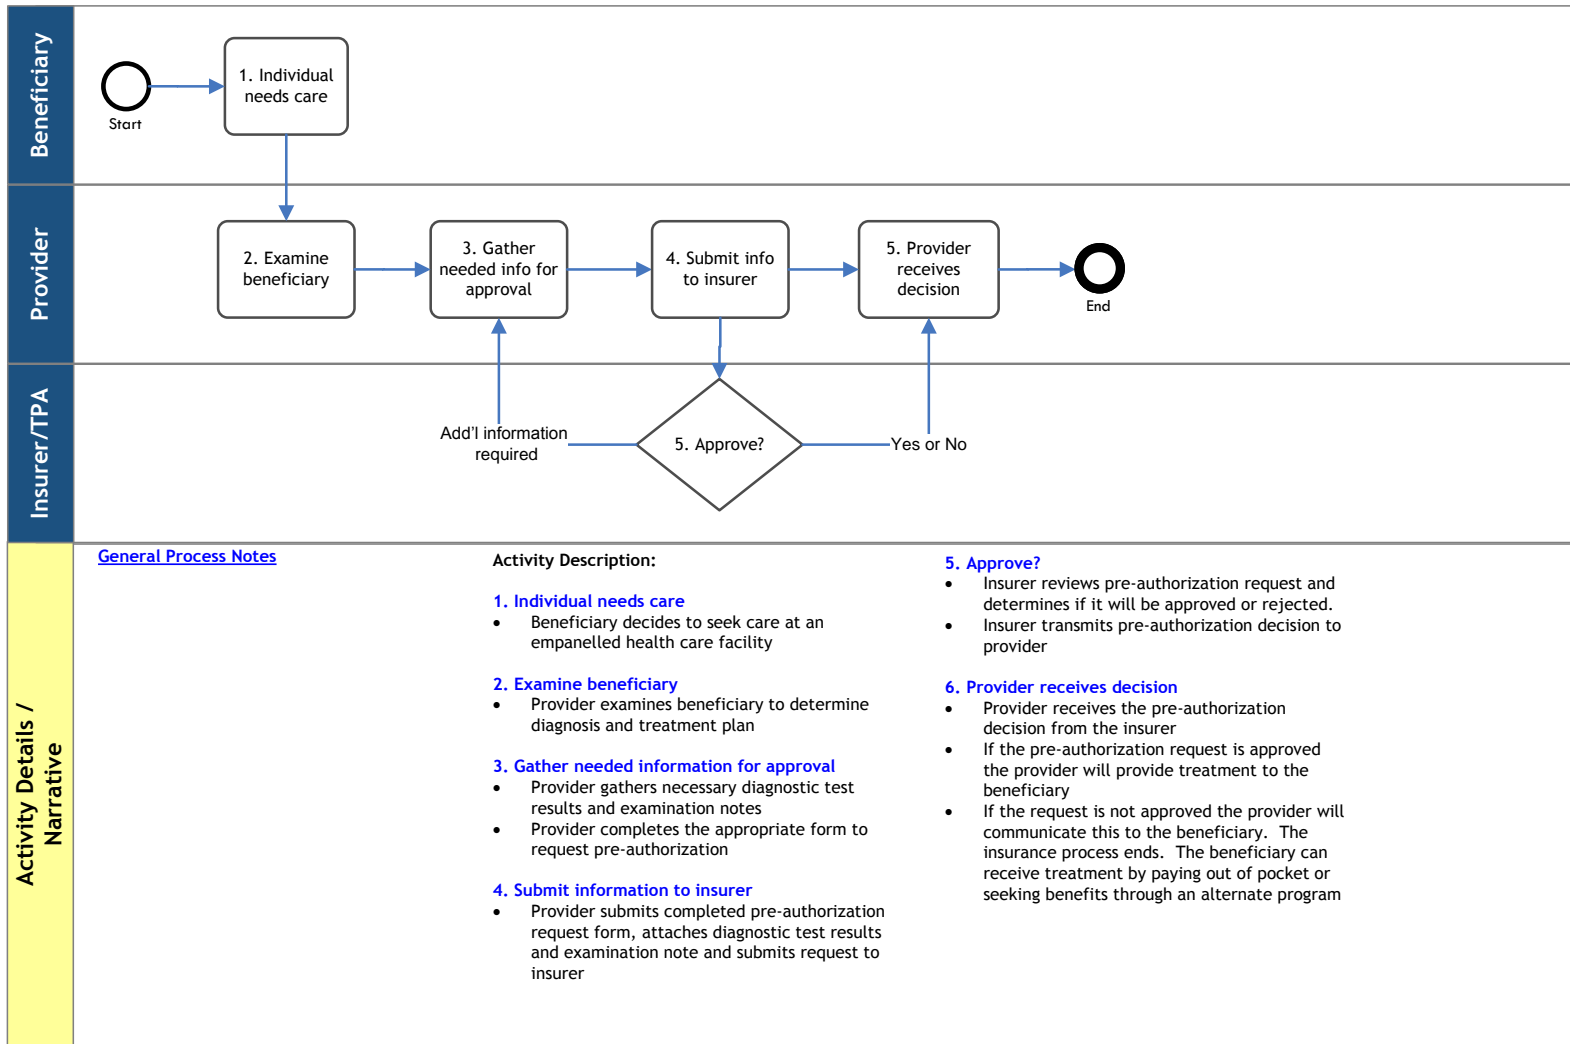 Beneficiary
Start
1. Individual
needs care
Provider
2. Examine
beneficiary
3. Gather
needed info for
approval
4. Submit info
to insurer
5. Provider
receives
decision
End
Insurer/TPA
Add'l information
required
5. Approve?
Yes or No
Activity Details /
Narrative
General Process Notes
Activity Description:
1. Individual needs care
• Beneficiary decides to seek care at an
empanelled health care facility
2. Examine beneficiary
• Provider examines beneficiary to determine
diagnosis and treatment plan
3. Gather needed information for approval
• Provider gathers necessary diagnostic test
results and examination notes
• Provider completes the appropriate form to
request pre-authorization
4. Submit information to insurer
• Provider submits completed pre-authorization
request form, attaches diagnostic test results
and examination note and submits request to
insurer
5. Approve?
• Insurer reviews pre-authorization request and
determines if it will be approved or rejected.
• Insurer transmits pre-authorization decision to
provider
6. Provider receives decision
• Provider receives the pre-authorization
decision from the insurer
• If the pre-authorization request is approved
the provider will provide treatment to the
beneficiary
• If the request is not approved the provider will
communicate this to the beneficiary.  The
insurance process ends.  The beneficiary can
receive treatment by paying out of pocket or
seeking benefits through an alternate program